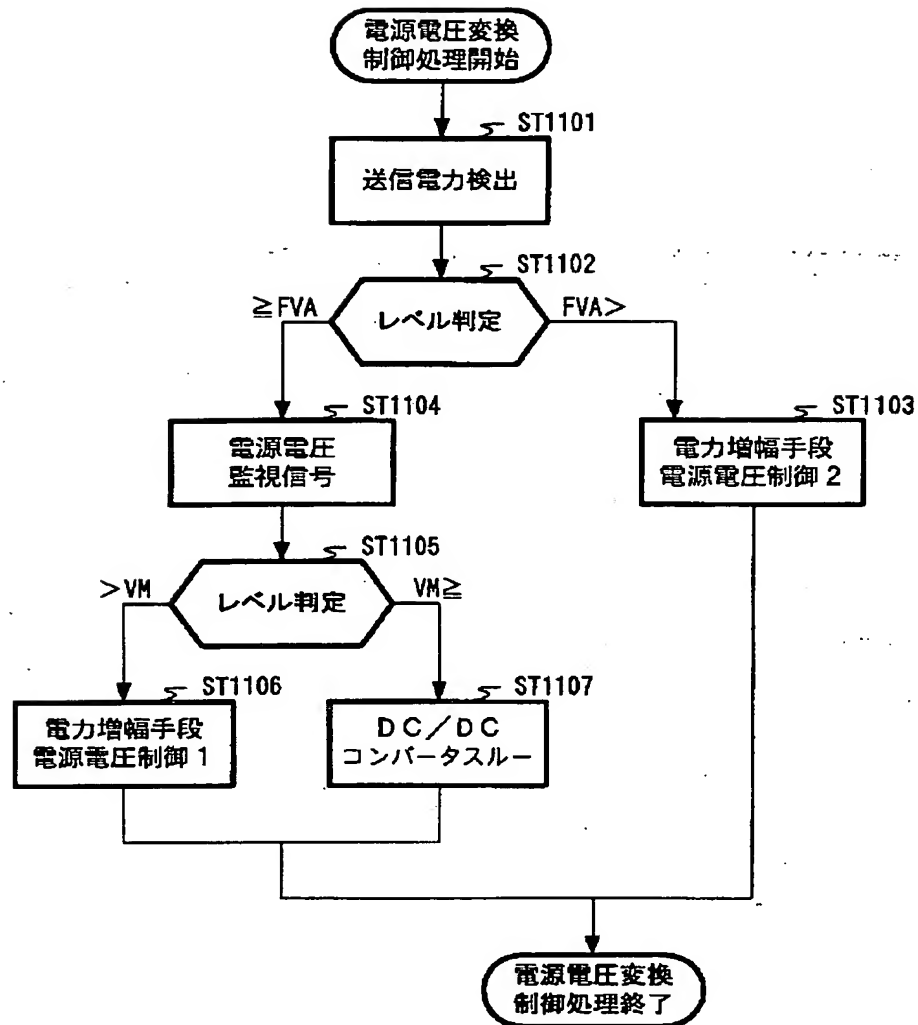 電源電圧変換
制御処理開始
ST1101
送信電力検出
ST1102
≧FVA
レベル判定
FVA>
ST1104
電源電圧
監視信号
ST1103
電力増幅手段
電源電圧制御2
ST1105
>VM
レベル判定
VM≧
ST1106
電力増幅手段
電源電圧制御1
ST1107
DC/DC
コンバータスルー
電源電圧変換
制御処理終了